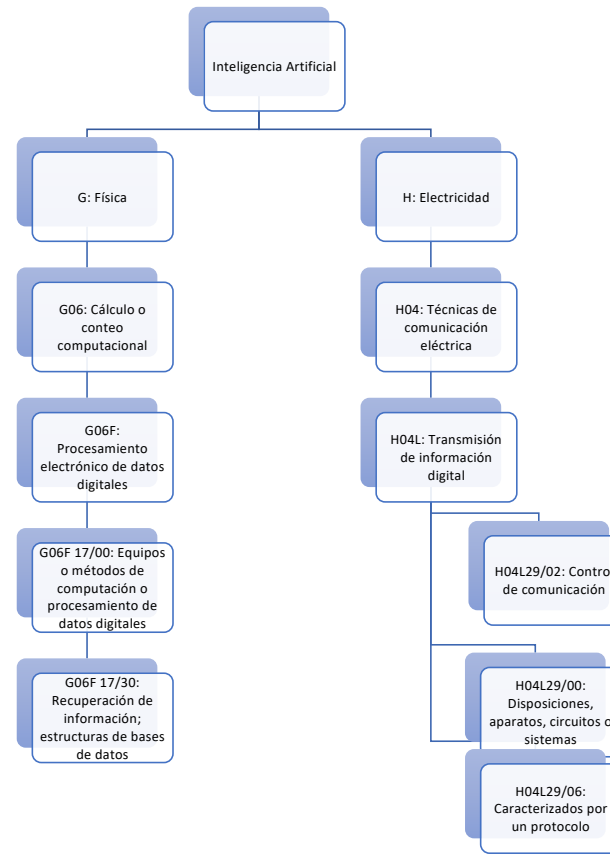 Inteligencia Artificial
G: Física
H: Electricidad
G06: Cálculo o
conteo
computacional
H04: Técnicas de
comunicación
eléctrica
G06F:
Procesamiento
electrónico de datos
digitales
H04L: Transmisión
de información
digital
G06F 17/00: Equipos
o métodos de
computación o
procesamiento de
datos digitales
H04L29/02: Contro
de comunicación
G06F 17/30:
Recuperación de
información;
estructuras de bases
de datos
H04L29/00:
Disposiciones,
aparatos, circuitos o
sistemas
H04L29/06:
Caracterizados por
un protocolo